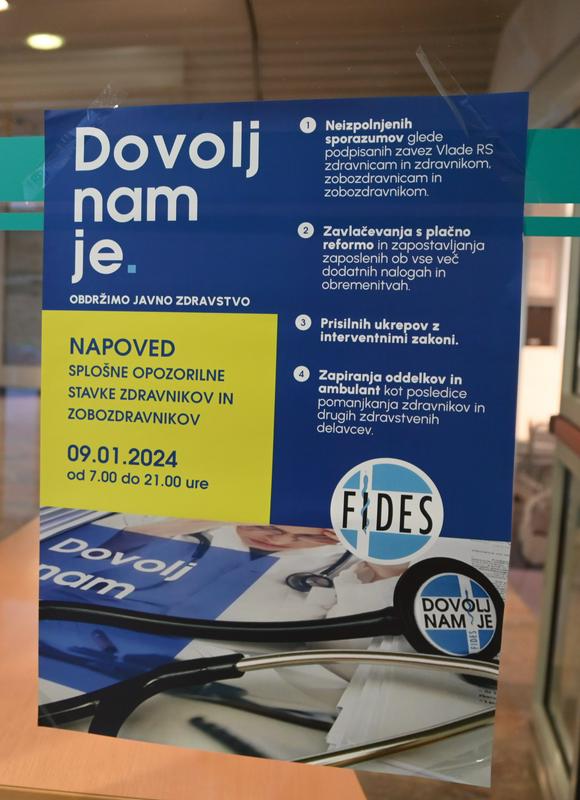 Dovolj
nam
je.
OBDRŽIMO JAVNO ZDRAVSTVO
NAPOVED
SPLOŠNE OPOZORILNE
STAVKE ZDRAVNIKOV IN
ZOBOZDRAVNIKOV
09.01.2024
od 7.00 do 21.00 ure
1 Neizpolnjenih
sporazumov glede
podpisanih zavez Vlade RS
zdravnicam in zdravnikom,
zobozdravnicam in
zobozdravnikom.
2 Zavlačevanja s plačno
reformo in zapostavljanja
zaposlenih ob vse več
dodatnih nalogah in
obremenitvah.
3 Prisilnih ukrepov z
interventnimi zakoni.
4 Zapiranja oddelkov in
ambulant kot posledice
pomanjkanja zdravnikov in
drugih zdravstvenih
delavcev.
FIDES
Dovolj
nam
DOVOLJ
NAM JE
FIDES